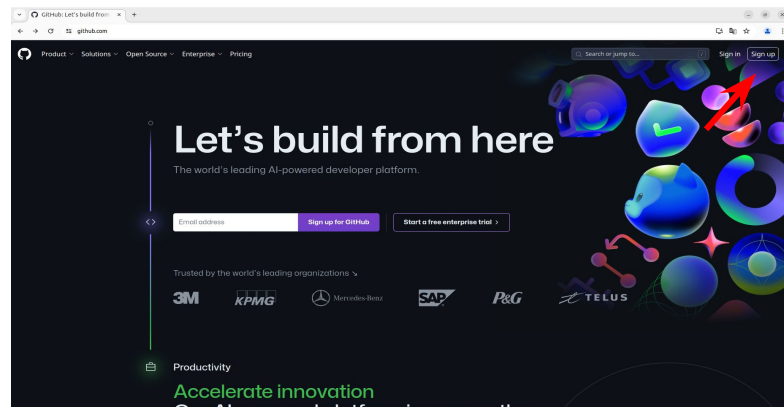 GitHub: Let's build from
github.com
Product Solutions Open Source Enterprise Pricing
Search or jump to... /
Sign in Sign up
Let's build from here
The world's leading AI-powered developer platform.
Email address Sign up for GitHub Start a free enterprise trial
Trusted by the world's leading organizations
3M KPMG Mercedes-Benz SAP P&G TELUS
Productivity
Accelerate innovation